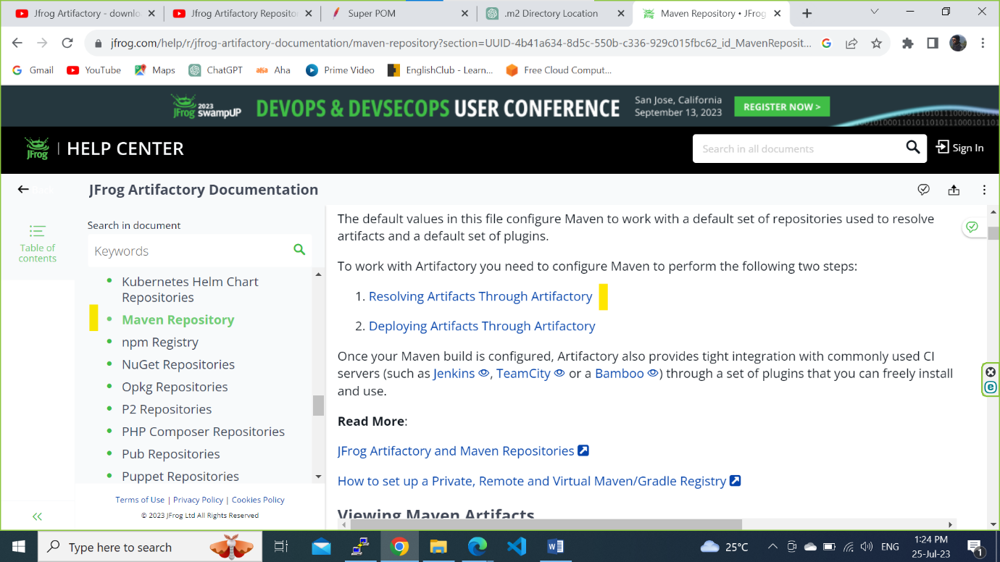 Jfrog Artifactory - downlo
Jfrog Artifactory Reposito
Super POM
.m2 Directory Location
Maven Repository • JFrog
jfrog.com/help/r/jfrog-artifactory-documentation/maven-repository?section=UUID-4b41a634-8d5c-550b-c336-929c015fbc62_id_MavenReposit...
Gmail
YouTube
Maps
ChatGPT
Aha
Prime Video
EnglishClub - Learn...
Free Cloud Comput...
JFrog 2023 swampUP
DEVOPS & DEVSECOPS USER CONFERENCE
San Jose, California
September 13, 2023
REGISTER NOW >
JFrog | HELP CENTER
Search in all documents
Sign In
JFrog Artifactory Documentation
Table of
contents
Search in document
Keywords
Kubernetes Helm Chart
Repositories
Maven Repository
npm Registry
NuGet Repositories
Opkg Repositories
P2 Repositories
PHP Composer Repositories
Pub Repositories
Puppet Repositories
Terms of Use | Privacy Policy | Cookies Policy
© 2023 JFrog Ltd All Rights Reserved
The default values in this file configure Maven to work with a default set of repositories used to resolve
artifacts and a default set of plugins.
To work with Artifactory you need to configure Maven to perform the following two steps:
1. Resolving Artifacts Through Artifactory
2. Deploying Artifacts Through Artifactory
Once your Maven build is configured, Artifactory also provides tight integration with commonly used CI
servers (such as Jenkins, TeamCity or a Bamboo) through a set of plugins that you can freely install
and use.
Read More:
JFrog Artifactory and Maven Repositories
How to set up a Private, Remote and Virtual Maven/Gradle Registry
Viewing Maven Artifacts
Type here to search
25°C
ENG
1:24 PM
25-Jul-23
1